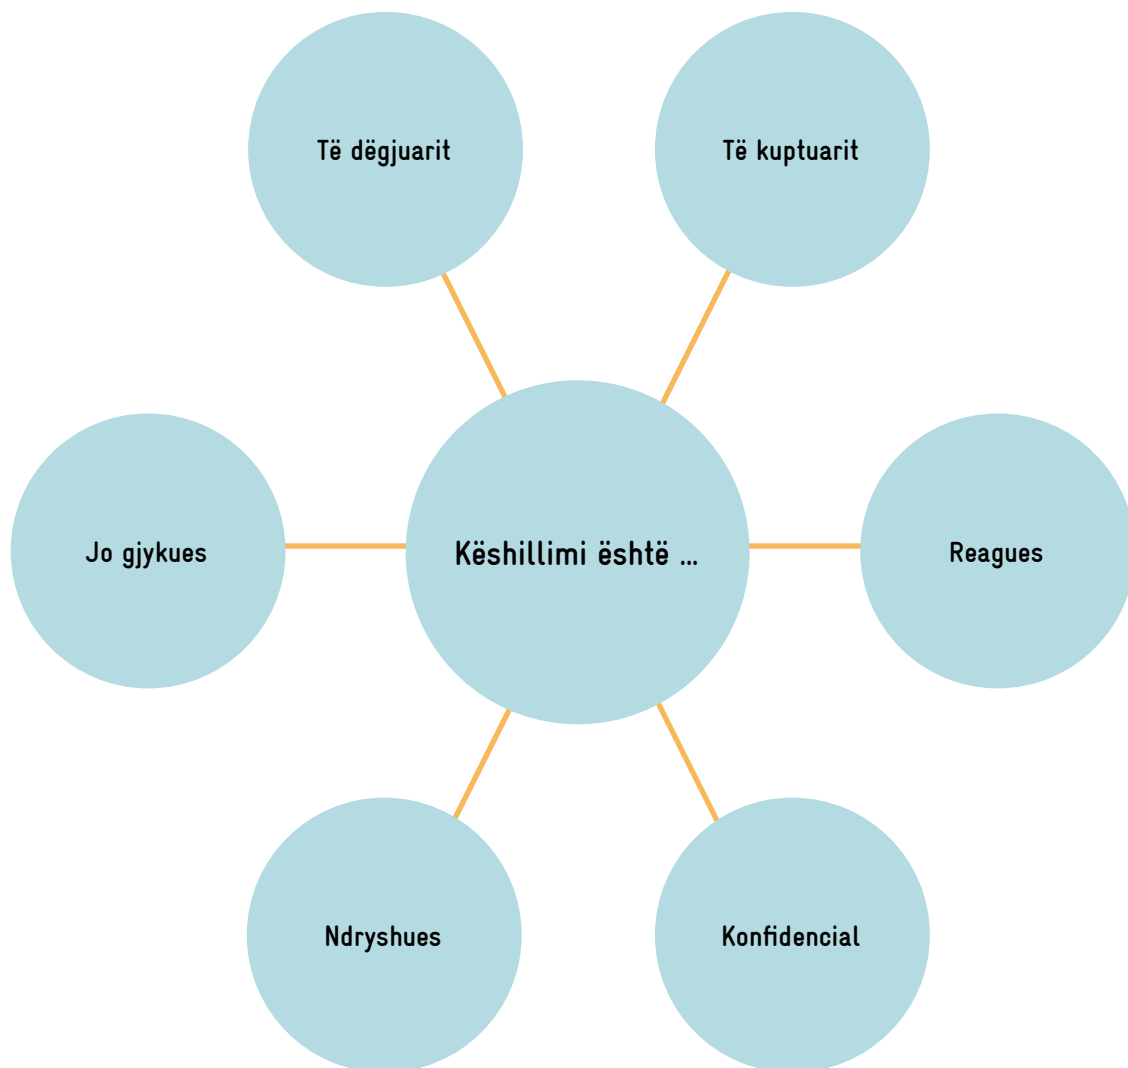 Të dëgjuarit
Të kuptuarit
Jo gjykues
Këshillimi është ...
Reagues
Ndryshues
Konfidencial